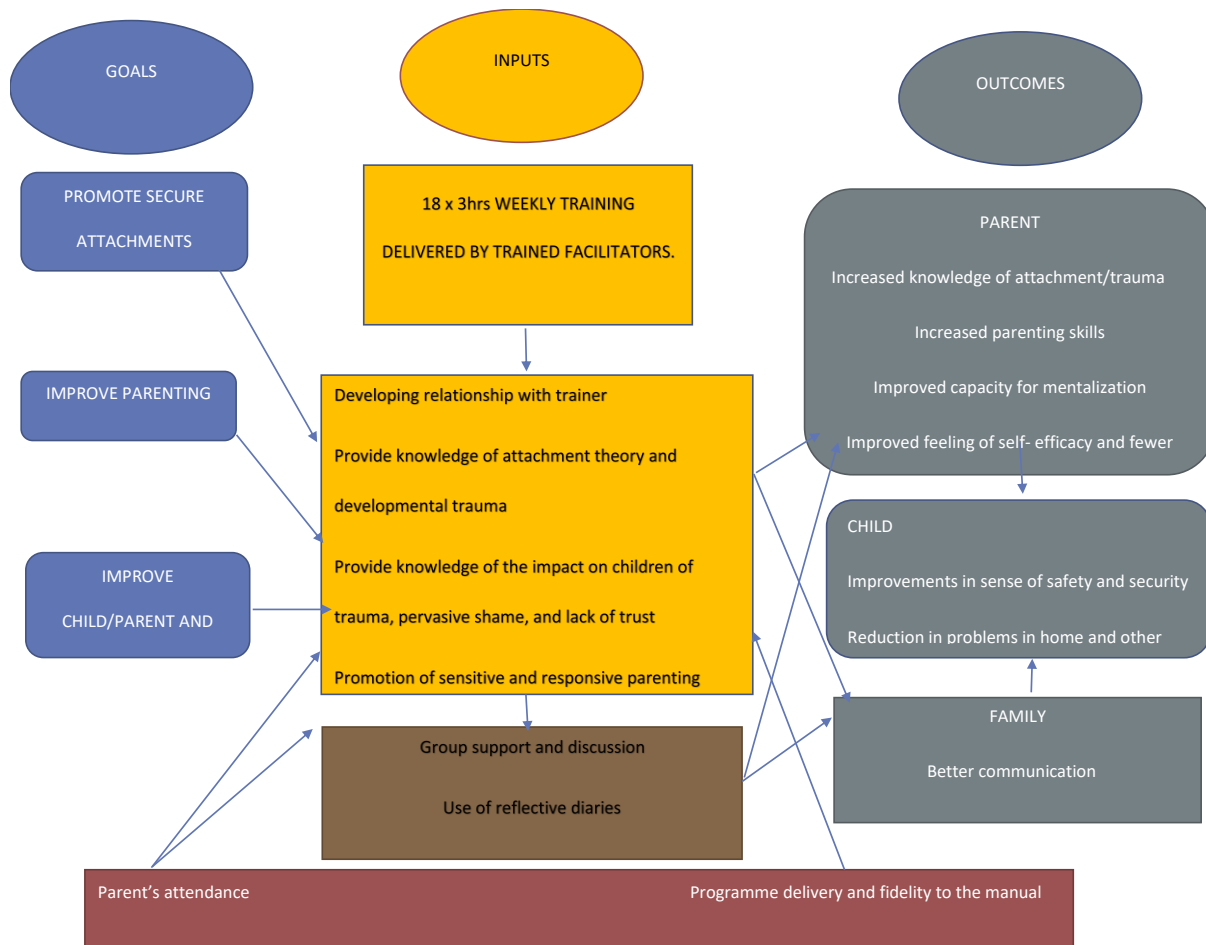 GOALS
INPUTS
OUTCOMES
PROMOTE SECURE
ATTACHMENTS
IMPROVE PARENTING
IMPROVE
CHILD/PARENT AND
18 x 3hrs WEEKLY TRAINING
DELIVERED BY TRAINED FACILITATORS.
Developing relationship with trainer
Provide knowledge of attachment theory and
developmental trauma
Provide knowledge of the impact on children of
trauma, pervasive shame, and lack of trust
Promotion of sensitive and responsive parenting
Group support and discussion
Use of reflective diaries
PARENT
Increased knowledge of attachment/trauma
Increased parenting skills
Improved capacity for mentalization
Improved feeling of self- efficacy and fewer
CHILD
Improvements in sense of safety and security
Reduction in problems in home and other
FAMILY
Better communication
Parent's attendance
Programme delivery and fidelity to the manual